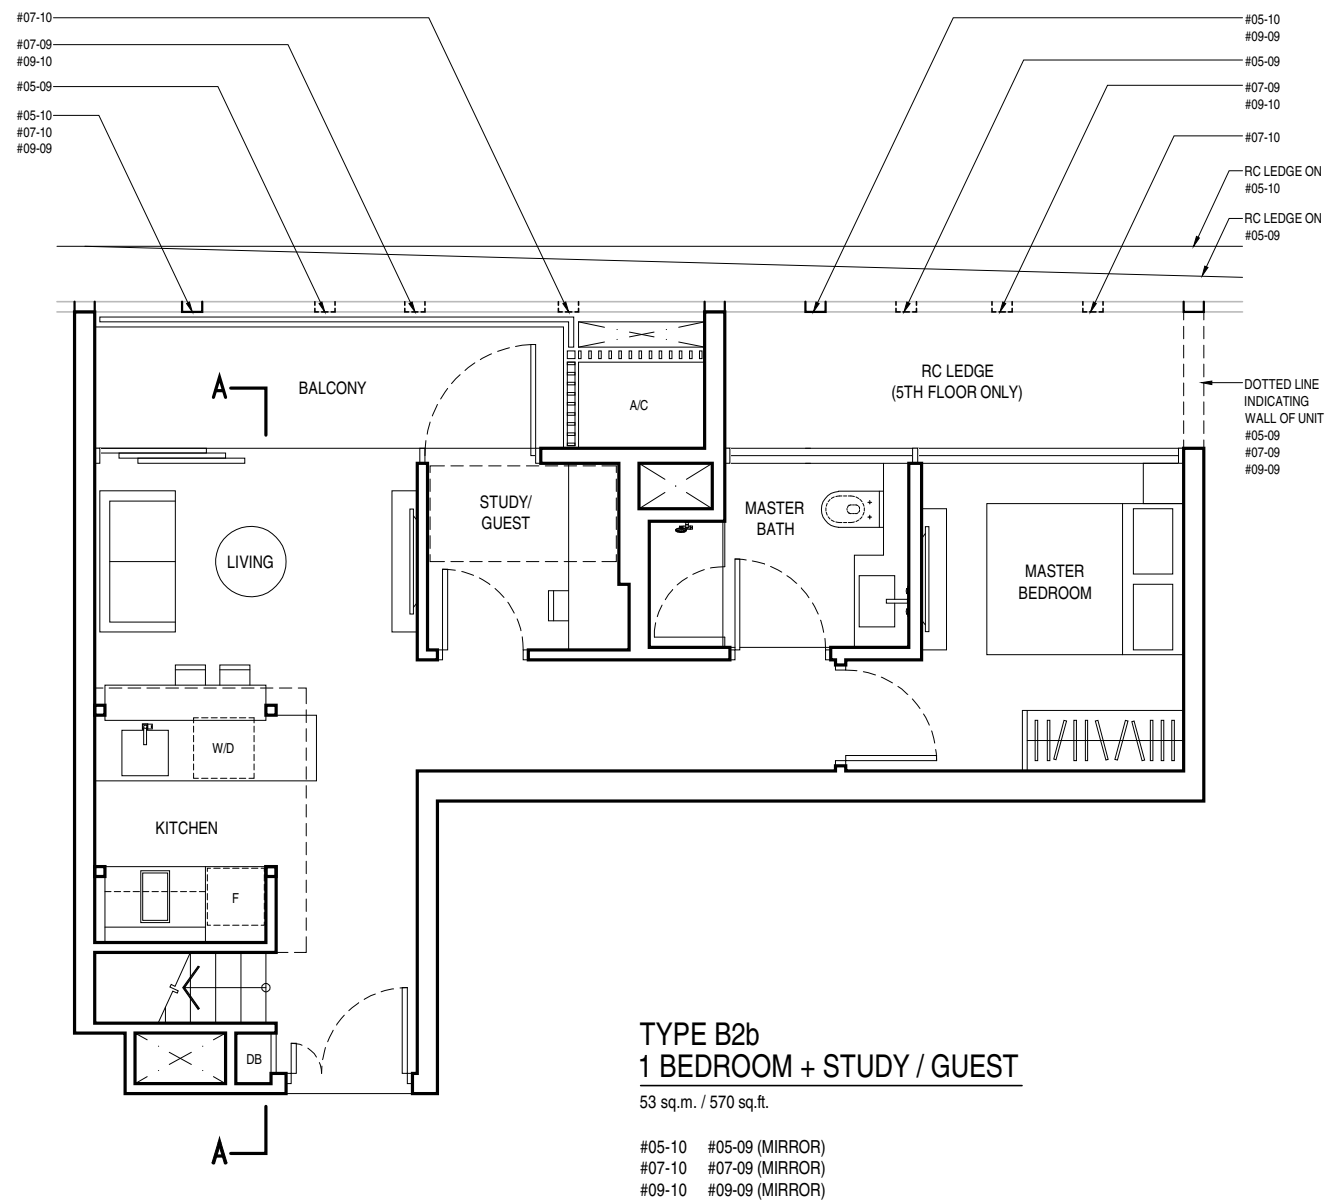 #07-10
#07-09
#09-10
#05-09
#05-10
#07-10
#09-09
#05-10
#09-09
#05-09
#07-09
#09-10
#07-10
RC LEDGE ON
#05-10
RC LEDGE ON
#05-09
A
BALCONY
A/C
RC LEDGE
(5TH FLOOR ONLY)
DOTTED LINE
INDICATING
WALL OF UNIT
#05-09
#07-09
#09-09
STUDY/
GUEST
MASTER
BATH
LIVING
MASTER
BEDROOM
W/D
KITCHEN
F
DB
A
TYPE B2b
1 BEDROOM + STUDY / GUEST
53 sq.m. / 570 sq.ft.
#05-10 #05-09 (MIRROR)
#07-10 #07-09 (MIRROR)
#09-10 #09-09 (MIRROR)